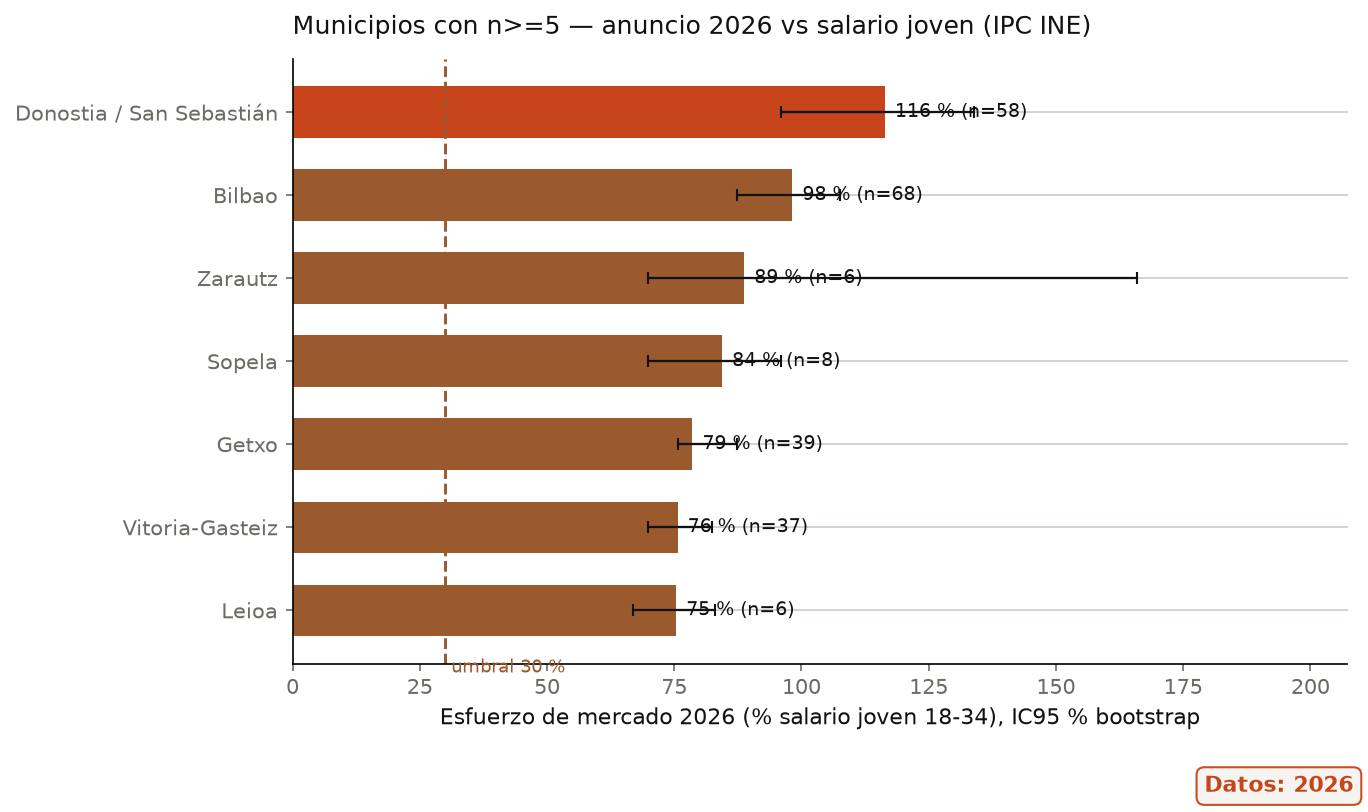 Municipios con n>=5 — anuncio 2026 vs salario joven (IPC INE)
Donostia / San Sebastián
116 % (n=58)
Bilbao
98 % (n=68)
Zarautz
89 % (n=6)
Sopela
84 % (n=8)
Getxo
79 % (n=39)
Vitoria-Gasteiz
76 % (n=37)
Leioa
75 % (n=6)
umbral 30 %
0 25 50 75 100 125 150 175 200
Esfuerzo de mercado 2026 (% salario joven 18-34), IC95 % bootstrap
Datos: 2026